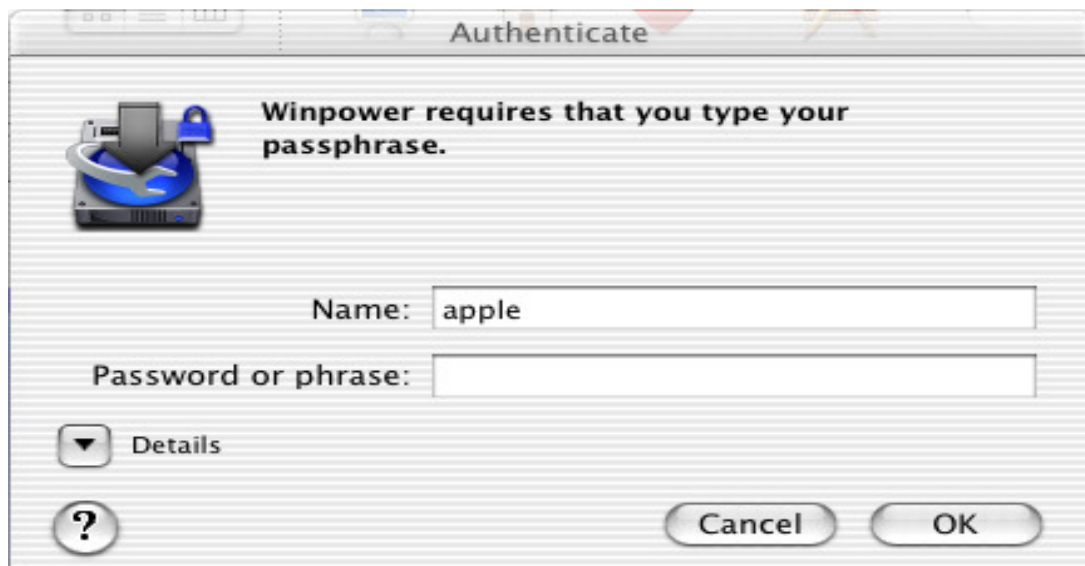 Authenticate
Winpower requires that you type your
passphrase.
Name: apple
Password or phrase:
Details
?
Cancel OK